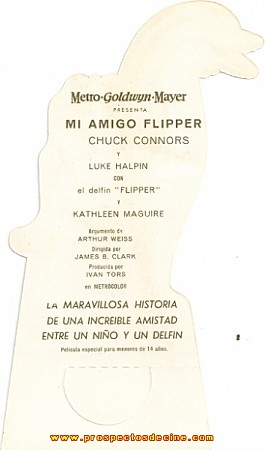 Metro-Goldwyn-Mayer
PRESENTA
MI AMIGO FLIPPER
CHUCK CONNORS
Y
LUKE HALPIN
CON
el delfin "FLIPPER"
Y
KATHLEEN MAGUIRE
Argumento de
ARTHUR WEISS
Dirigida por
JAMES B. CLARK
Producida por
IVAN TORS
en METROCOLOR
LA MARAVILLOSA HISTORIA
DE UNA INCREIBLE AMISTAD
ENTRE UN NIÑO Y UN DELFIN
Película especial para menores de 14 años.
www.prospectosdecine.com